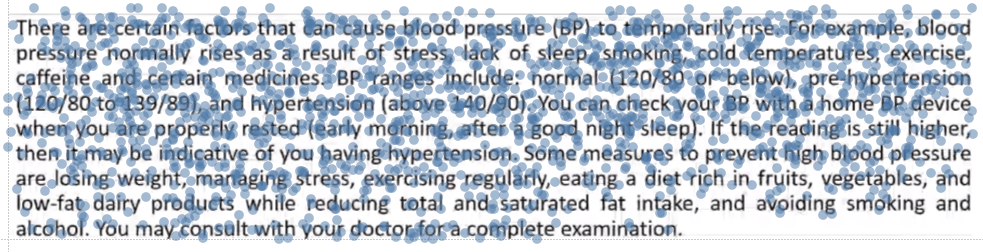 There are certain factors that can cause blood pressure (BP) to temporarily rise. For example, blood
pressure normally rises as a result of stress, lack of sleep, smoking, cold temperatures, exercise,
caffeine and certain medicines. BP ranges include: normal (120/80 or below), pre-hypertension
(120/80 to 139/89), and hypertension (above 140/90). You can check your BP with a home BP device
when you are properly rested (early morning, after a good night sleep). If the reading is still higher,
then it may be indicative of you having hypertension. Some measures to prevent high blood pressure
are losing weight, managing stress, exercising regularly, eating a diet rich in fruits, vegetables, and
low-fat dairy products while reducing total and saturated fat intake, and avoiding smoking and
alcohol. You may consult with your doctor for a complete examination.